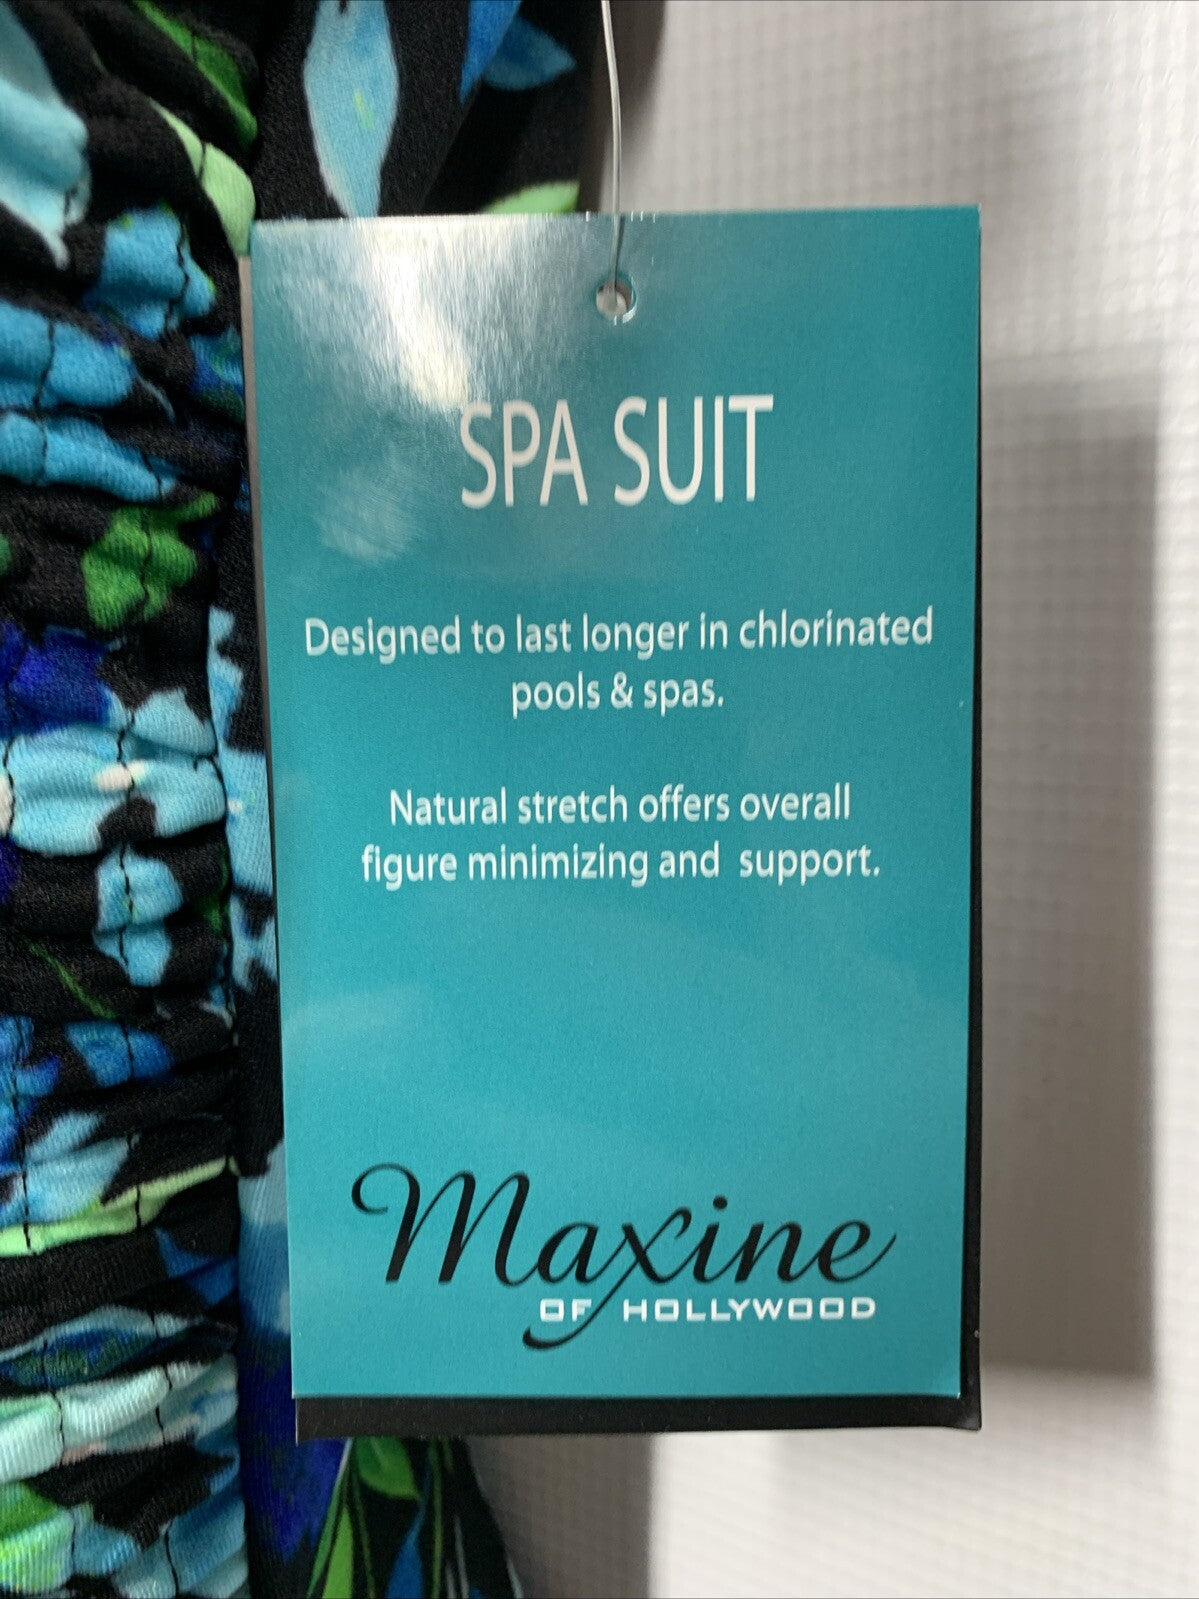 SPA SUIT
Designed to last longer in chlorinated
pools & spas.
Natural stretch offers overall
figure minimizing and support.
Maxine
OF HOLLYWOOD